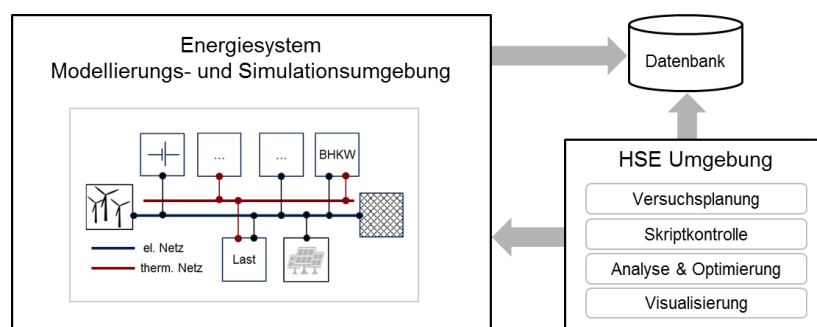 Energiesystem
Modellierungs- und Simulationsumgebung
...
...
BHKW
el. Netz
therm. Netz
Last
Datenbank
HSE Umgebung
Versuchsplanung
Skriptkontrolle
Analyse & Optimierung
Visualisierung